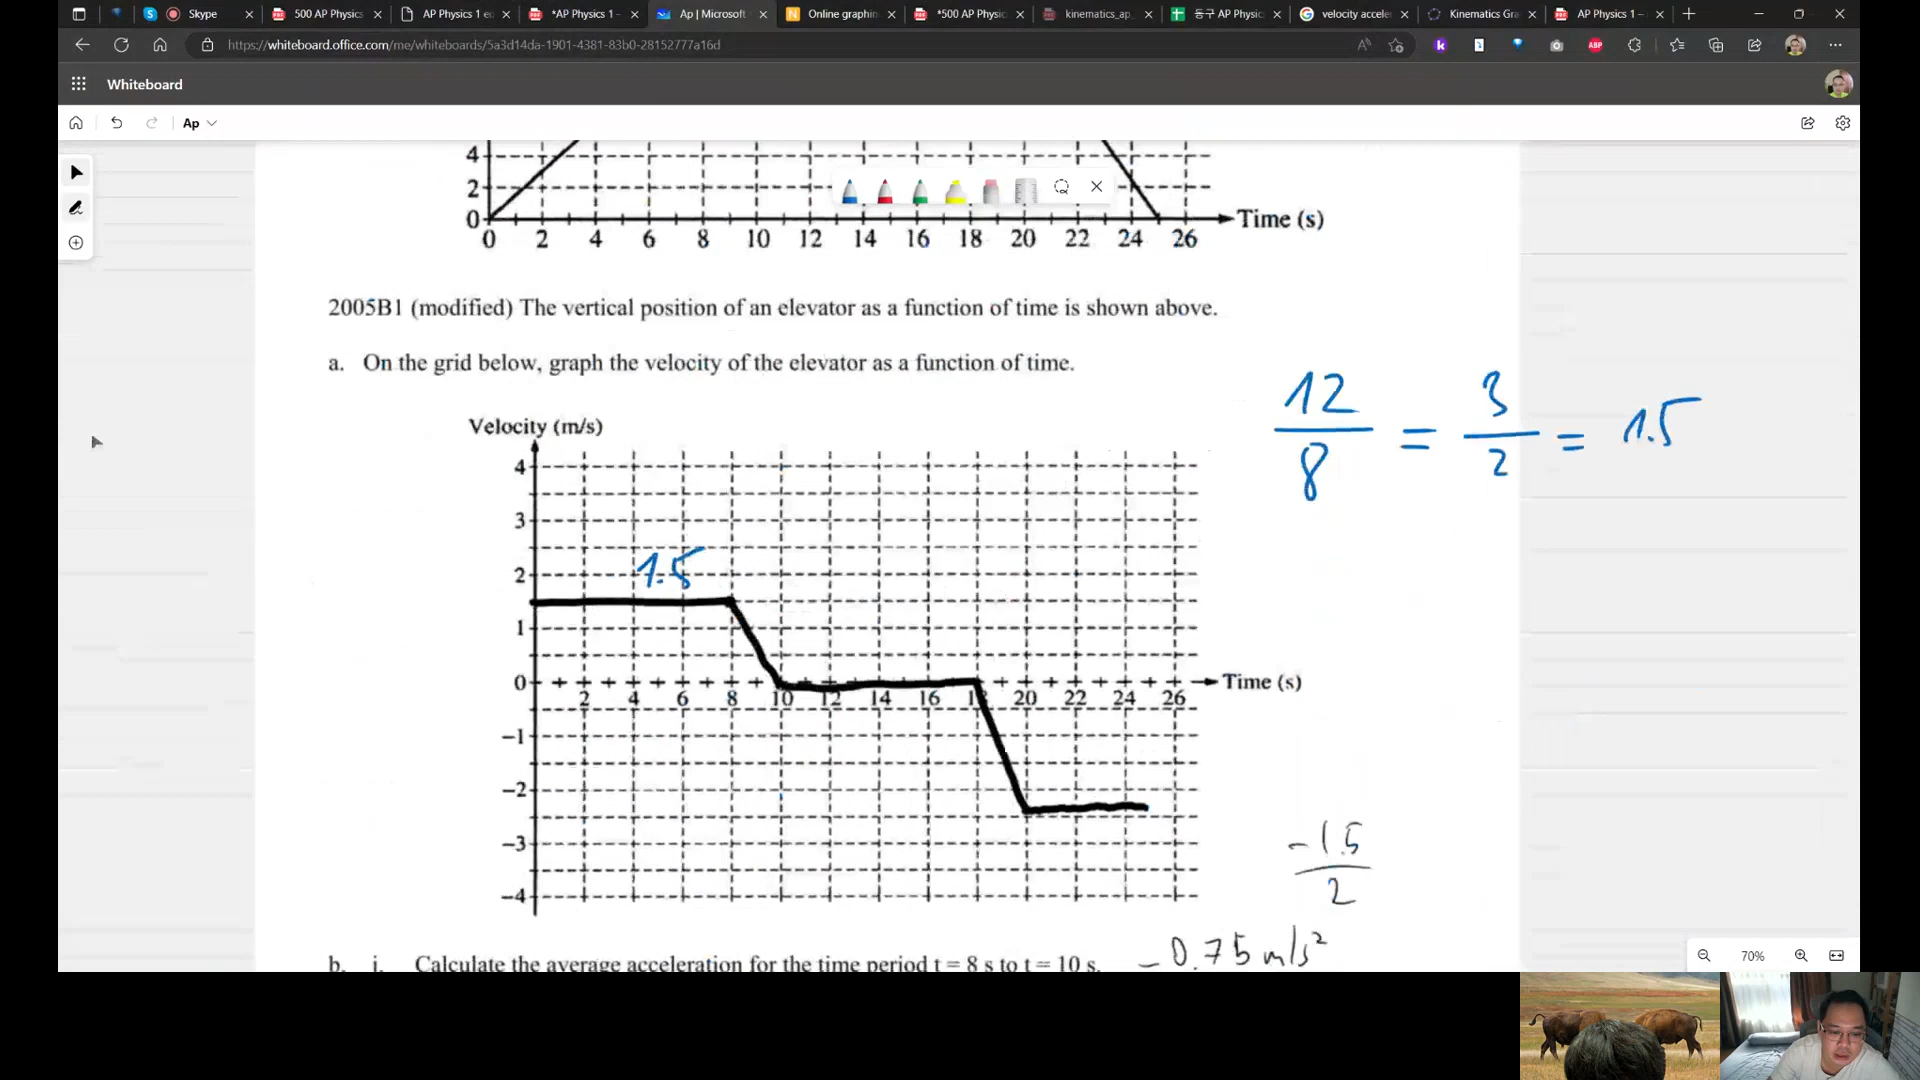 Skype
500 AP Physics
AP Physics 1 e
*AP Physics 1 –
Ap | Microsoft
Online graphin
*500 AP Physic
kinematics_ap
동구 AP Physic
velocity accele
Kinematics Gra
AP Physics 1 –
https://whiteboard.office.com/me/whiteboards/5a3d14da-1901-4381-83b0-28152777a16d
ABP
Whiteboard
Ap
4
2
0
0 2 4 6 8 10 12 14 16 18 20 22 24 26
Time (s)
2005B1 (modified) The vertical position of an elevator as a function of time is shown above.
a. On the grid below, graph the velocity of the elevator as a function of time.
12/8 = 3/2 = 1.5
Velocity (m/s)
4
3
2
1.5
1
0
2 4 6 8 10 12 14 16 18 20 22 24 26
Time (s)
-1
-2
-3
-4
-1.5
2
b. i. Calculate the average acceleration for the time period t = 8 s to t = 10 s.
- 0.75 m/s²
70%